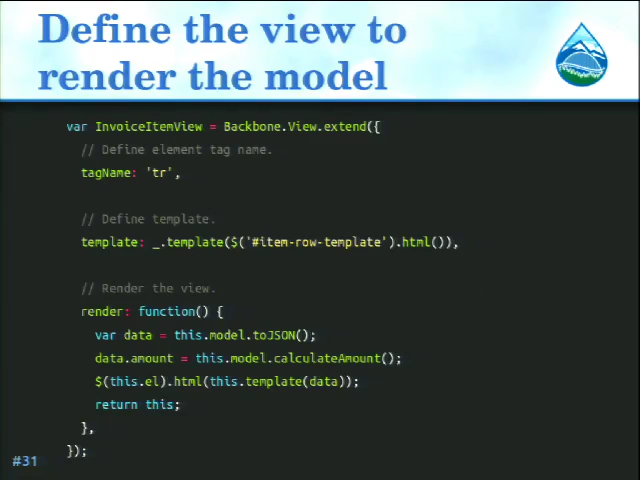 Define the view to
render the model
var InvoiceItemView = Backbone.View.extend({
// Define element tag name.
tagName: 'tr',
// Define template.
template: _.template($('#item-row-template').html()),
// Render the view.
render: function() {
var data = this.model.toJSON();
data.amount = this.model.calculateAmount();
$(this.el).html(this.template(data));
return this;
},
});
#31